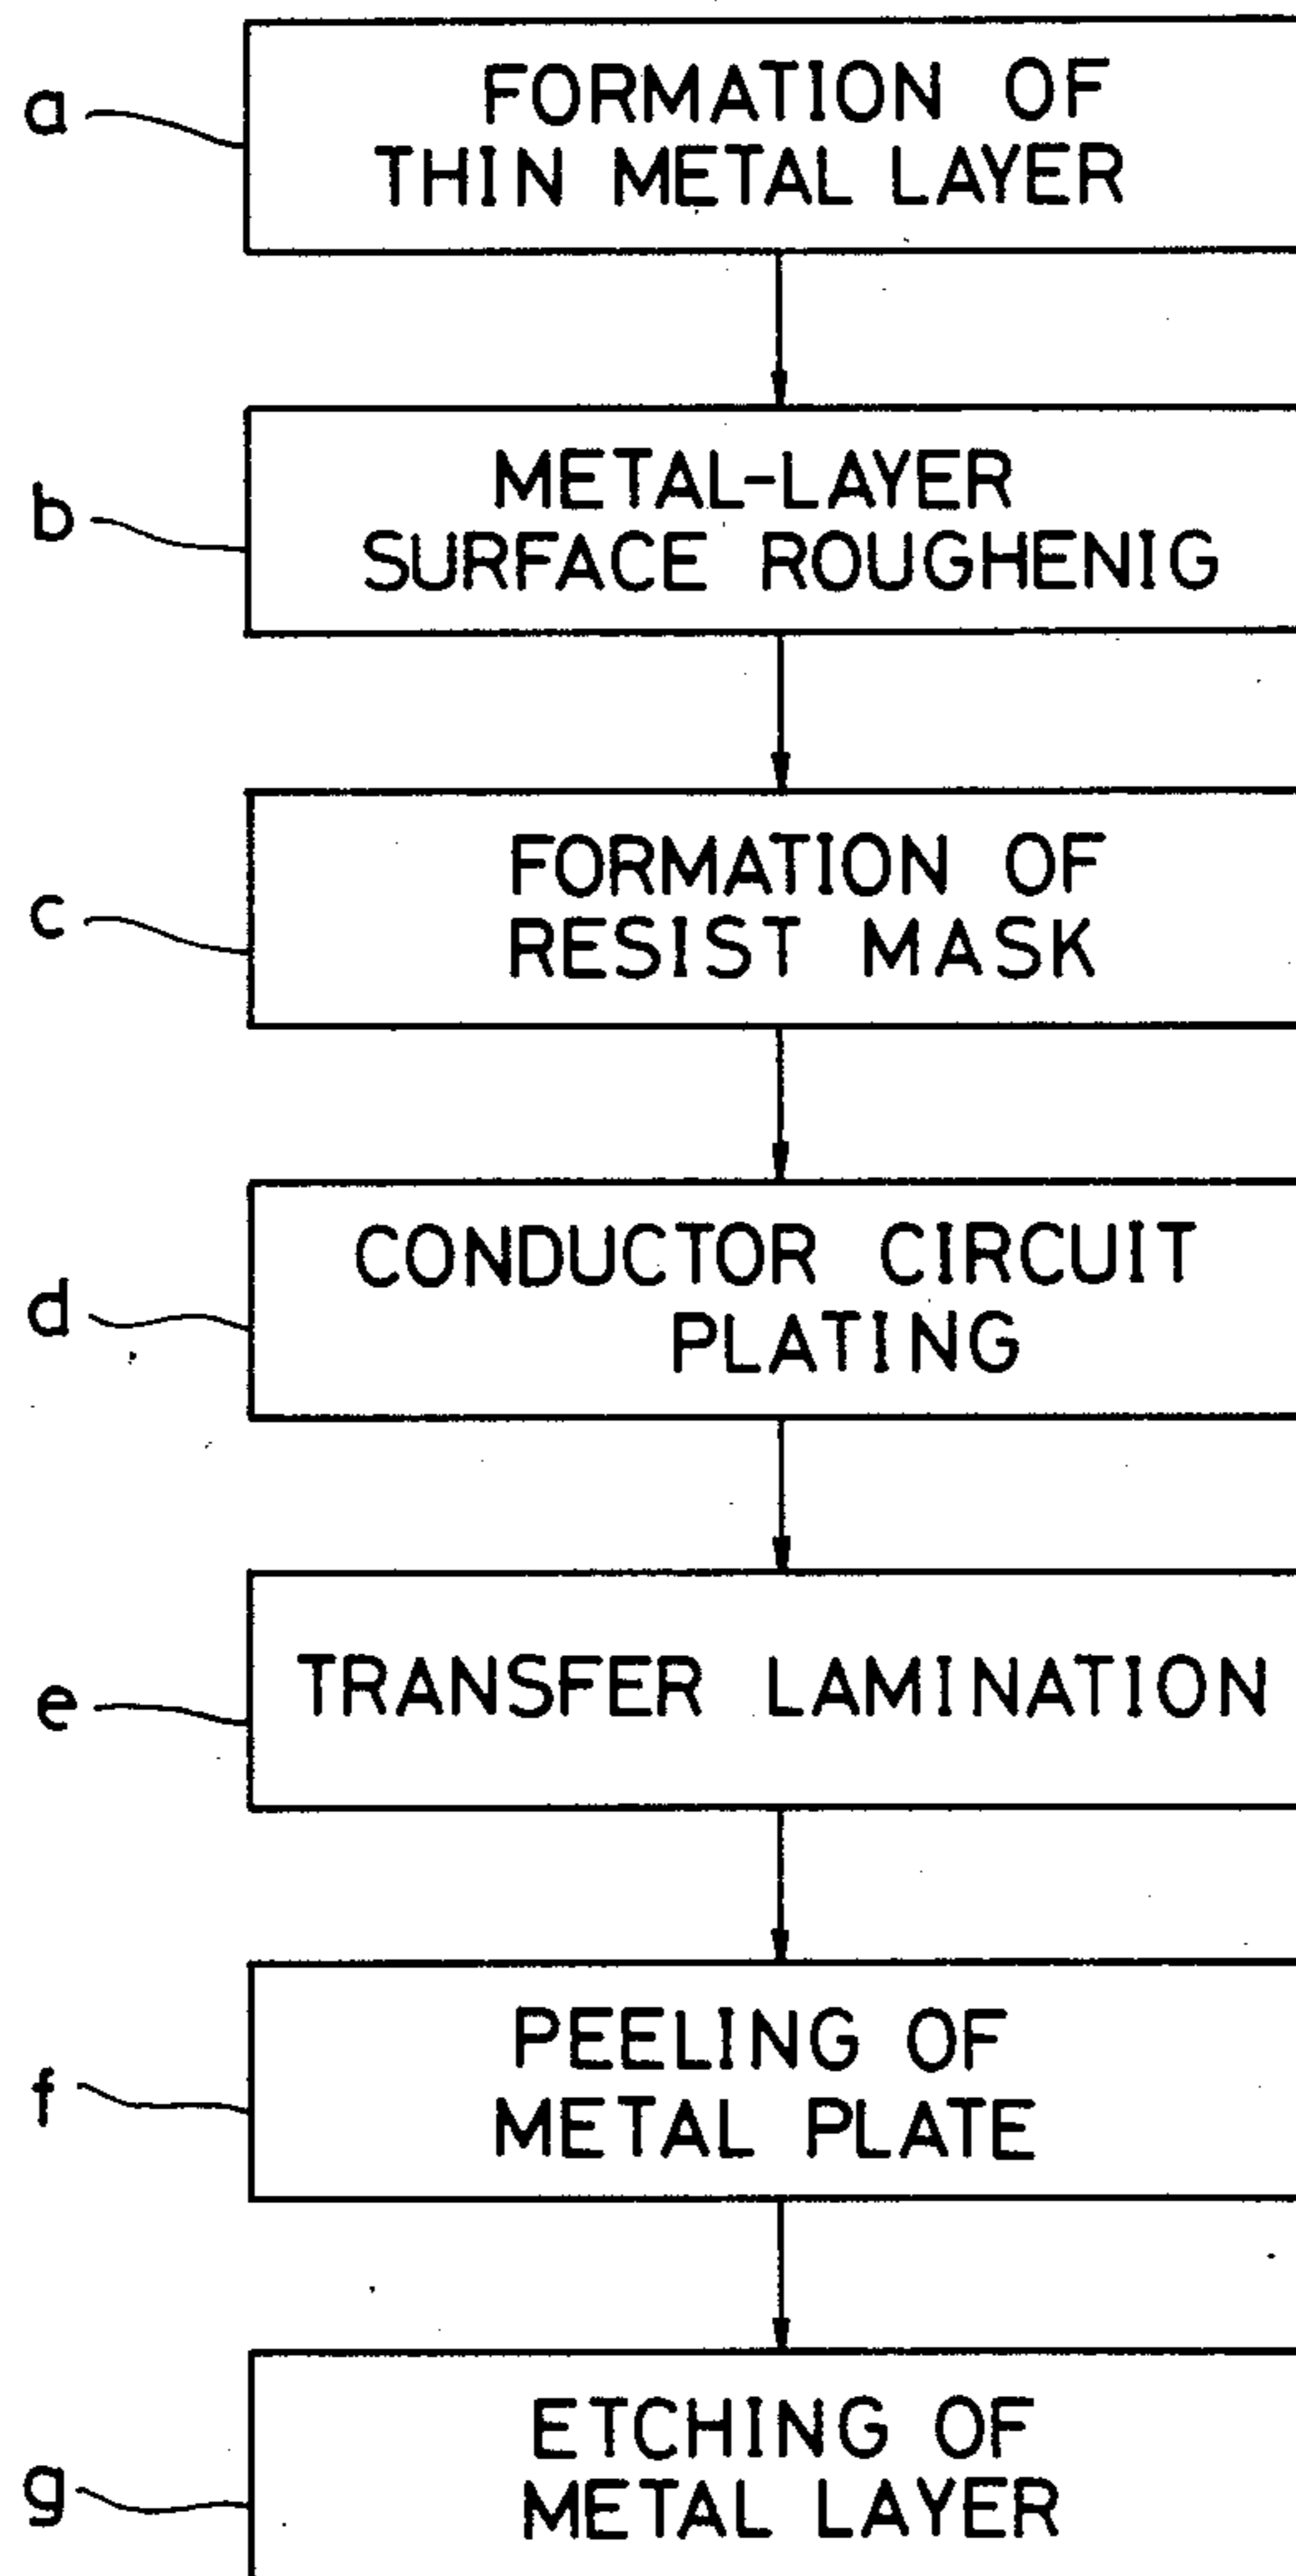 a
FORMATION OF
THIN METAL LAYER
b
METAL-LAYER
SURFACE ROUGHENIG
c
FORMATION OF
RESIST MASK
d
CONDUCTOR CIRCUIT
PLATING
e
TRANSFER LAMINATION
f
PEELING OF
METAL PLATE
g
ETCHING OF
METAL LAYER